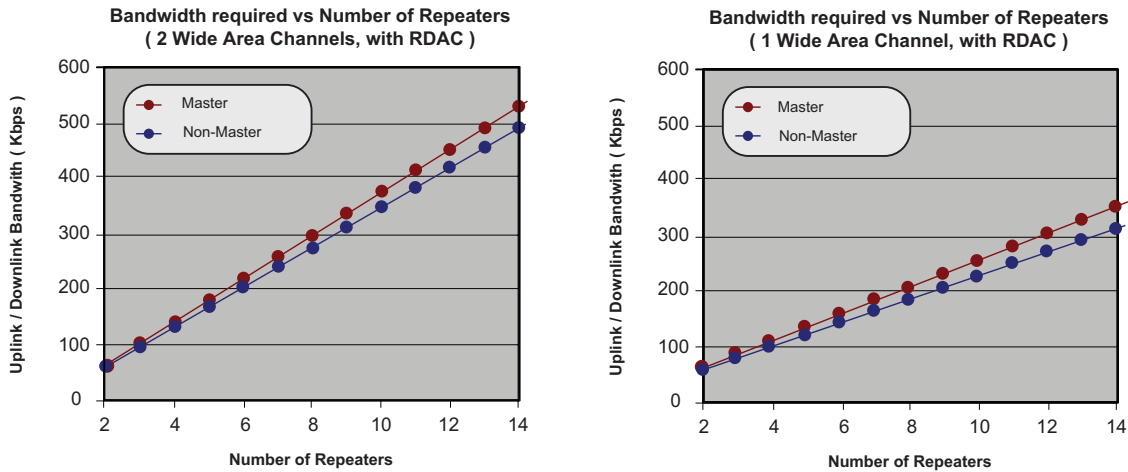 Bandwidth required vs Number of Repeaters
( 2 Wide Area Channels, with RDAC )
Uplink / Downlink Bandwith ( Kbps )
600
500
400
300
200
100
0
Master
Non-Master
2 4 6 8 10 12 14
Number of Repeaters
Bandwidth required vs Number of Repeaters
( 1 Wide Area Channel, with RDAC )
Uplink / Downlink Bandwith ( Kbps )
600
500
400
300
200
100
0
Master
Non-Master
2 4 6 8 10 12 14
Number of Repeaters